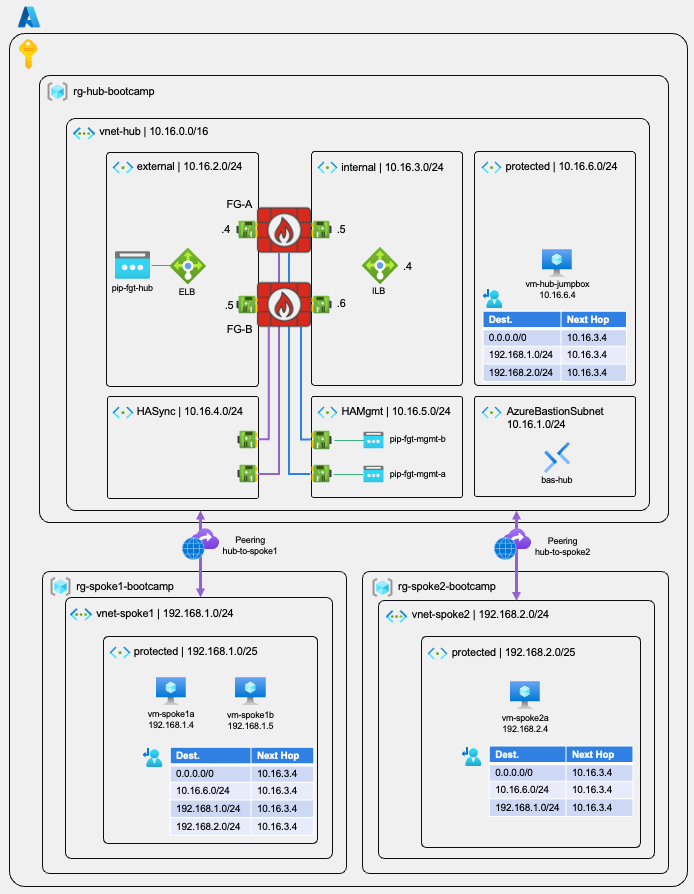 rg-hub-bootcamp
vnet-hub | 10.16.0.0/16
external | 10.16.2.0/24
FG-A
.4
pip-fgt-hub
ELB
.5
FG-B
internal | 10.16.3.0/24
.5
.4
ILB
.6
protected | 10.16.6.0/24
vm-hub-jumpbox
10.16.6.4
Dest. Next Hop
0.0.0.0/0 10.16.3.4
192.168.1.0/24 10.16.3.4
192.168.2.0/24 10.16.3.4
HASync | 10.16.4.0/24
HAMgmt | 10.16.5.0/24
pip-fgt-mgmt-b
pip-fgt-mgmt-a
AzureBastionSubnet
10.16.1.0/24
bas-hub
Peering
hub-to-spoke1
Peering
hub-to-spoke2
rg-spoke1-bootcamp
vnet-spoke1 | 192.168.1.0/24
protected | 192.168.1.0/25
vm-spoke1a
192.168.1.4
vm-spoke1b
192.168.1.5
Dest. Next Hop
0.0.0.0/0 10.16.3.4
10.16.6.0/24 10.16.3.4
192.168.1.0/24 10.16.3.4
192.168.2.0/24 10.16.3.4
rg-spoke2-bootcamp
vnet-spoke2 | 192.168.2.0/24
protected | 192.168.2.0/25
vm-spoke2a
192.168.2.4
Dest. Next Hop
0.0.0.0/0 10.16.3.4
10.16.6.0/24 10.16.3.4
192.168.1.0/24 10.16.3.4